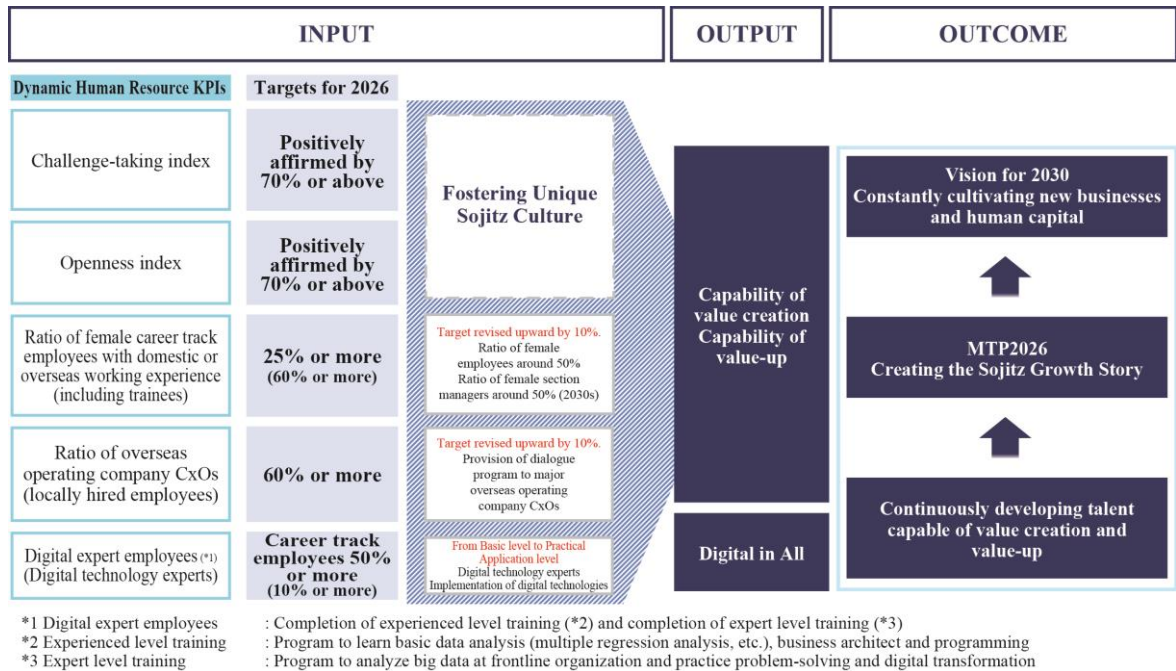 INPUT
OUTPUT
OUTCOME
Dynamic Human Resource KPIs
Targets for 2026
Challenge-taking index
Positively
affirmed by
70% or above
Openness index
Positively
affirmed by
70% or above
Ratio of female career track
employees with domestic or
overseas working experience
(including trainees)
25% or more
(60% or more)
Ratio of overseas
operating company CxOs
(locally hired employees)
60% or more
Digital expert employees (*1)
(Digital technology experts)
Career track
employees 50%
or more
(10% or more)
Fostering Unique
Sojitz Culture
Target revised upward by 10%.
Ratio of female
employees around 50%
Ratio of female section
managers around 50% (2030s)
Target revised upward by 10%.
Provision of dialogue
program to major
overseas operating
company CxOs
From Basic level to Practical
Application level
Digital technology experts
Implementation of digital technologies
Capability of
value creation
Capability of
value-up
Digital in All
Vision for 2030
Constantly cultivating new businesses
and human capital
MTP2026
Creating the Sojitz Growth Story
Continuously developing talent
capable of value creation and
value-up
*1 Digital expert employees : Completion of experienced level training (*2) and completion of expert level training (*3)
*2 Experienced level training : Program to learn basic data analysis (multiple regression analysis, etc.), business architect and programming
*3 Expert level training : Program to analyze big data at frontline organization and practice problem-solving and digital transformation